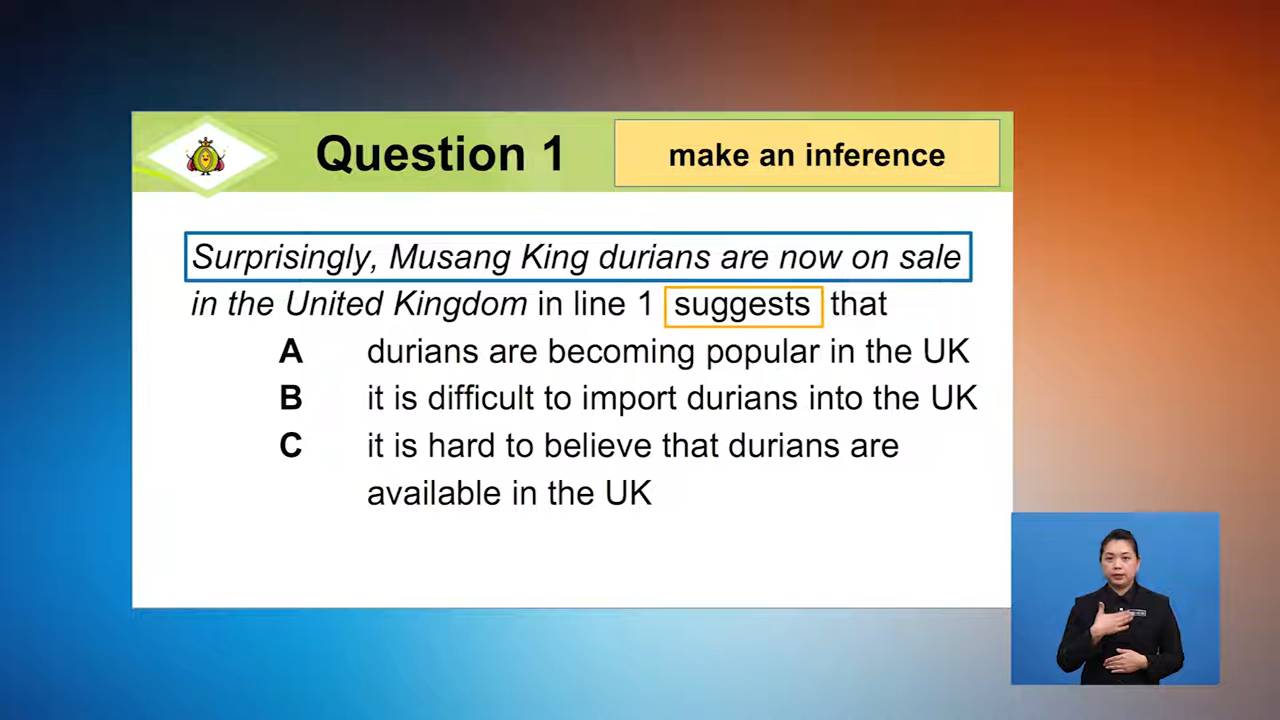 Question 1
make an inference
Surprisingly, Musang King durians are now on sale
in the United Kingdom in line 1 suggests that
A durians are becoming popular in the UK
B it is difficult to import durians into the UK
C it is hard to believe that durians are
available in the UK